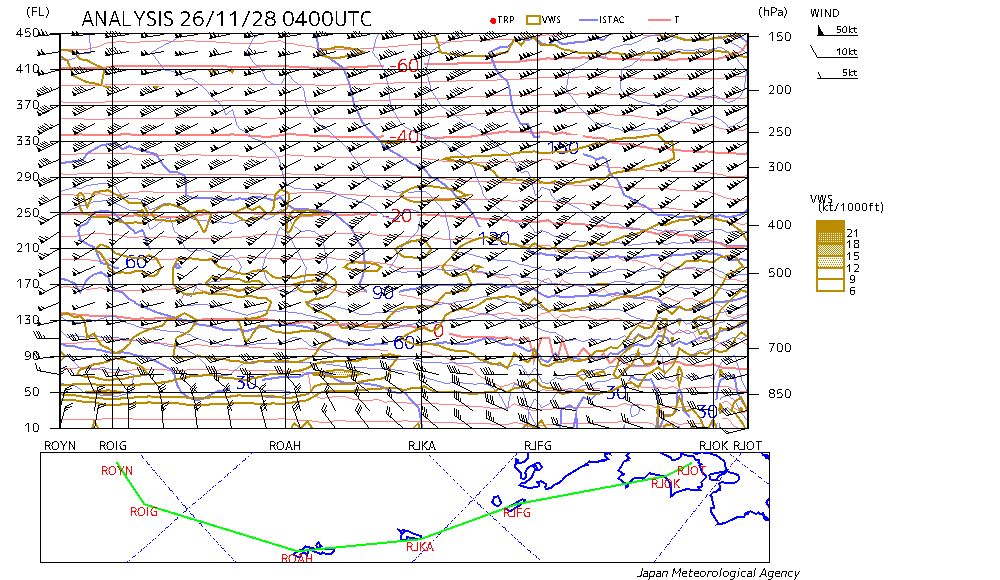 (FL) ANALYSIS 26/11/28 0400UTC TRP VWS ISTAC T (hPa) WIND
450 150
50kt
10kt
410 -60
5kt
370 200
330 -40 250
150
290 300
250 -20 VWS
(kt/1000ft)
120 400
210 21
18
60 15
500 12
170 90 9
6
130 0
60 700
90
30 30 850
50
30
10
ROYN ROIG ROAH RJKA RJFG RJOK RJOT
ROYN RJOT
RJOK
ROIG RJFG
RJKA
ROAH
Japan Meteorological Agency